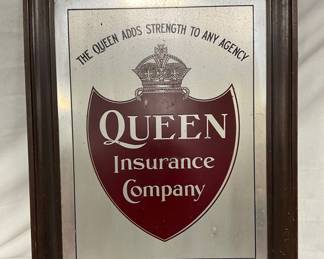 THE QUEEN ADDS STRENGTH TO ANY AGENCY
QUEEN
Insurance
Company